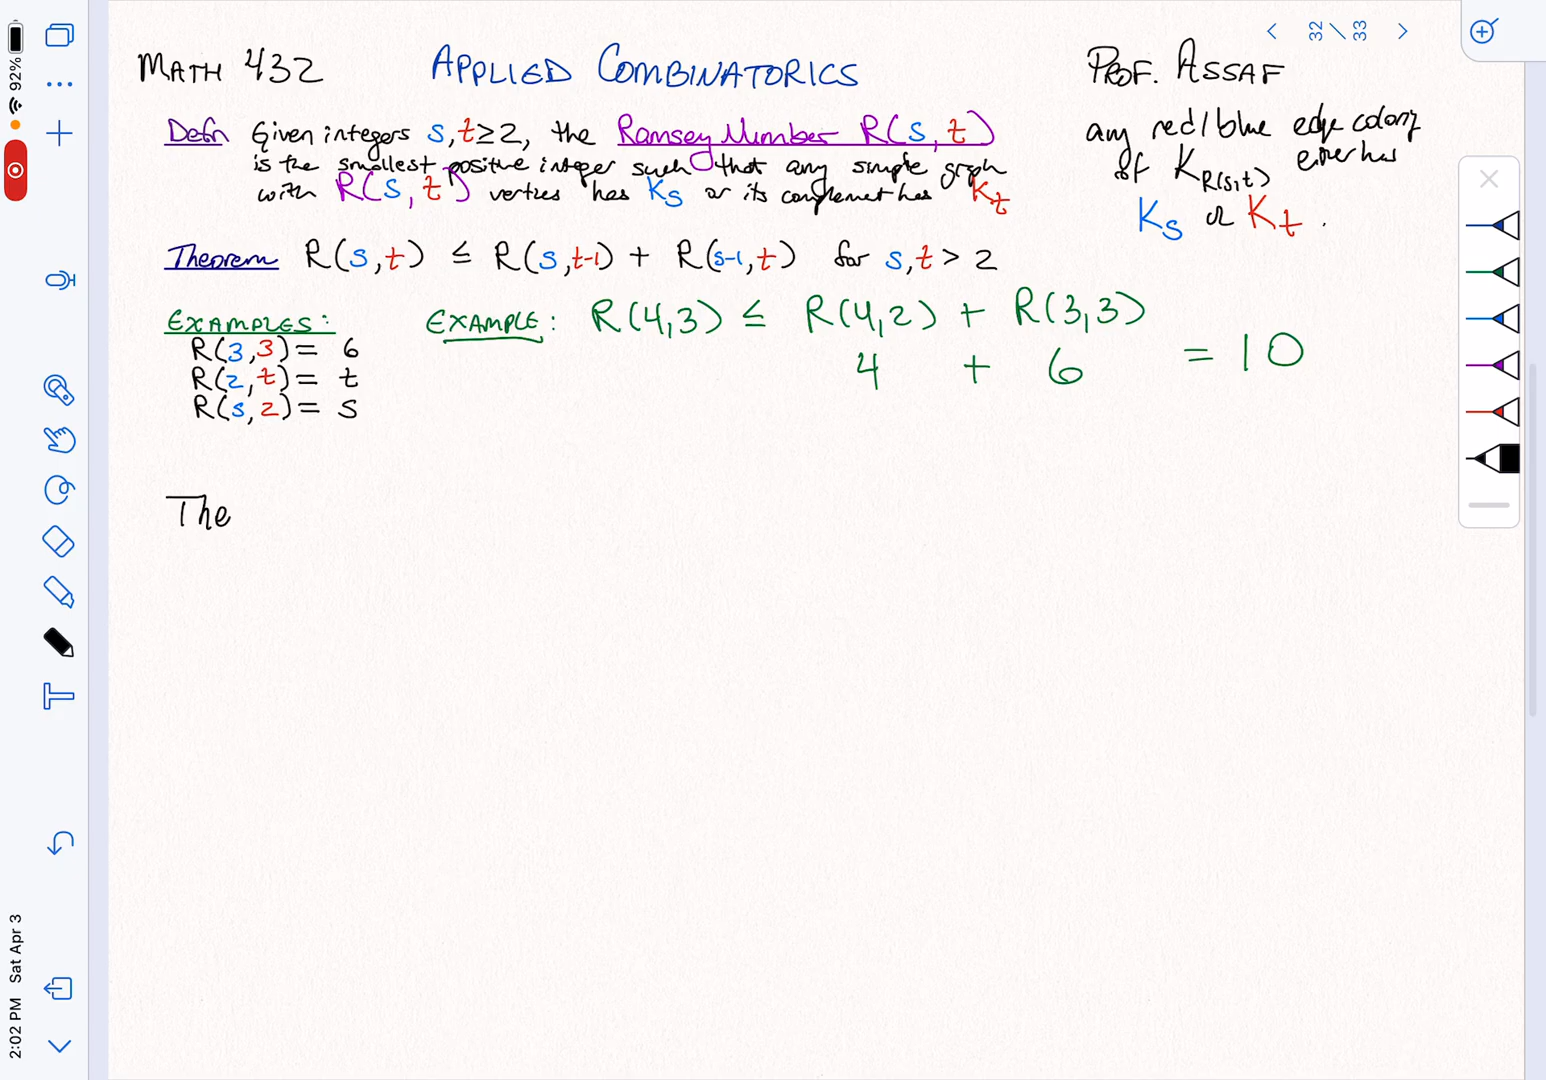 MATH 432 APPLIED COMBINATORICS PROF. ASSAF
Defn Given integers s,t≥2, the Ramsey Number R(s,t)
is the smallest positive integer such that any simple graph
with R(s,t) vertices has Ks or its complement has Kt
any red/blue edge coloring
of K_R(s,t) either has
Ks or Kt.
Theorem R(s,t) ≤ R(s,t-1) + R(s-1,t) for s,t > 2
EXAMPLES:
R(3,3) = 6
R(2,t) = t
R(s,2) = s
EXAMPLE: R(4,3) ≤ R(4,2) + R(3,3)
4 + 6 = 10
The
32 \ 33
92%
2:02 PM Sat Apr 3